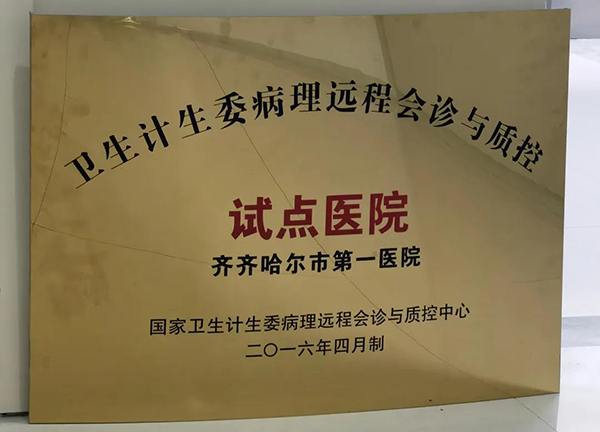 卫生计生委病理远程会诊与质控
试点医院
齐齐哈尔市第一医院
国家卫生计生委病理远程会诊与质控中心
二〇一六年四月制